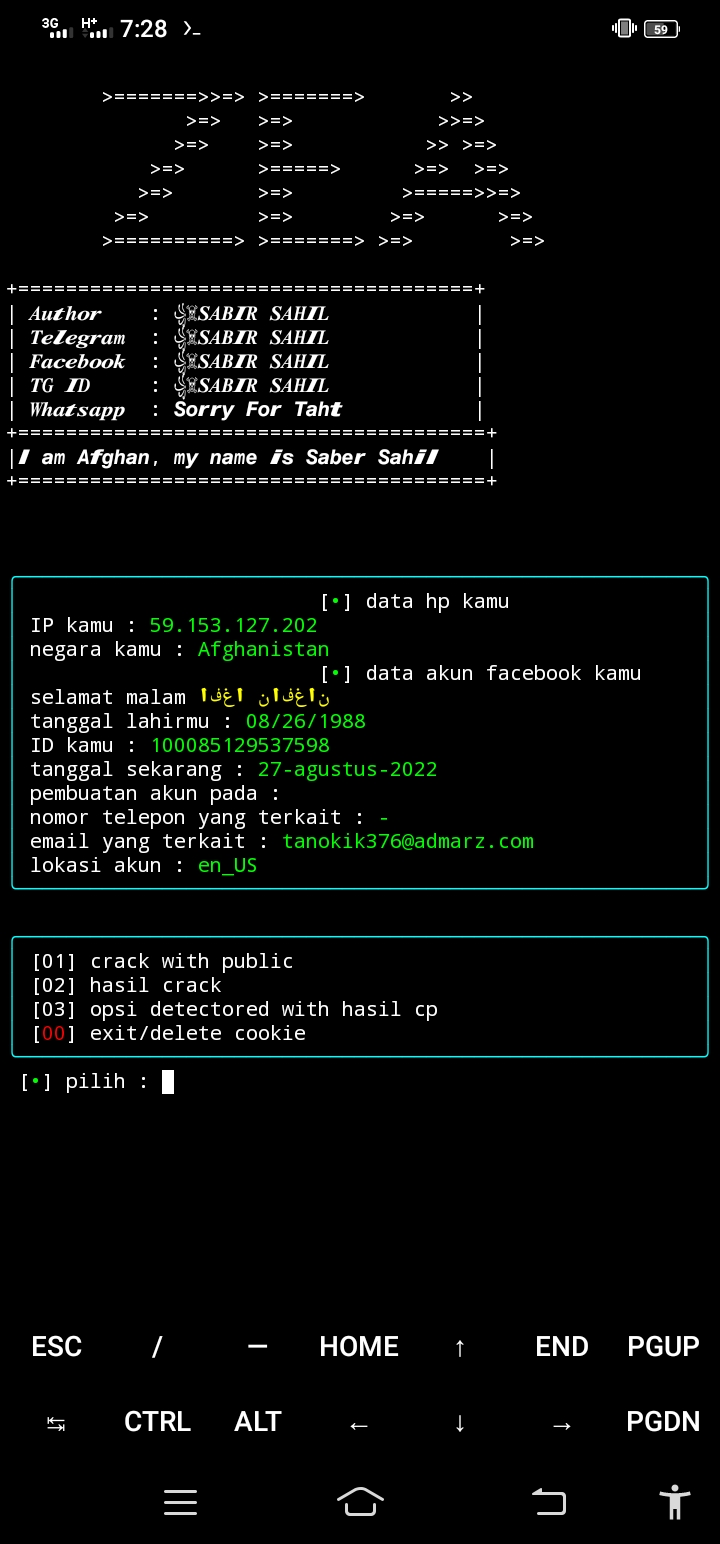 3G H+ 7:28 59
>=======>>=> >=======>       >>
>=>   >=>            >>=>
>=>    >=>           >> >=>
>=>      >=====>      >=>  >=>
>=>       >=>         >=====>>=>
>=>         >=>        >=>      >=>
>==========> >=======> >=>        >=>
+======================================+
| Author    : ꧁☠SABIR SAHIL            |
| Telegram  : ꧁☠SABIR SAHIL            |
| Facebook  : ꧁☠SABIR SAHIL            |
| TG ID     : ꧁☠SABIR SAHIL            |
| Whatsapp  : Sorry For Taht           |
+=======================================+
|I am Afghan, my name is Saber Sahil    |
+=======================================+
[•] data hp kamu
IP kamu : 59.153.127.202
negara kamu : Afghanistan
[•] data akun facebook kamu
selamat malam افغان افغان
tanggal lahirmu : 08/26/1988
ID kamu : 100085129537598
tanggal sekarang : 27-agustus-2022
pembuatan akun pada :
nomor telepon yang terkait : -
email yang terkait : tanokik376@admarz.com
lokasi akun : en_US
[01] crack with public
[02] hasil crack
[03] opsi detectored with hasil cp
[00] exit/delete cookie
[•] pilih :
ESC / — HOME ↑ END PGUP
↹ CTRL ALT ← ↓ → PGDN